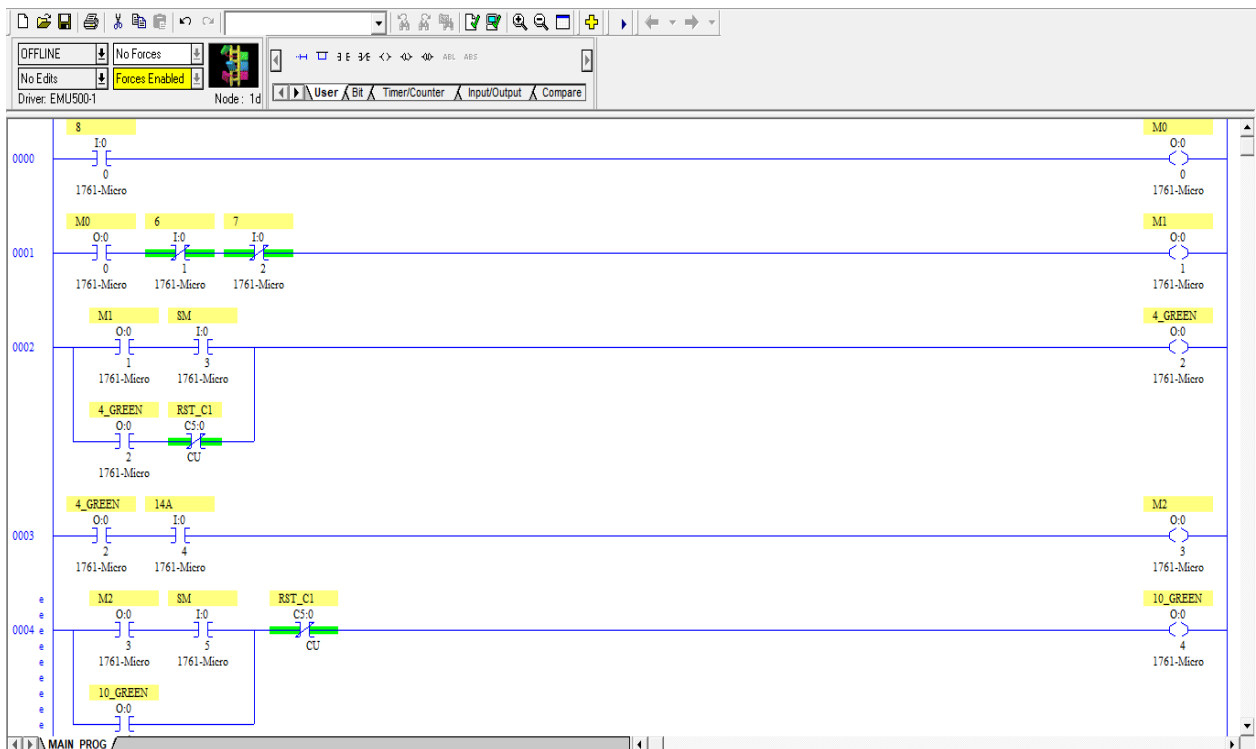 OFFLINE No Forces
No Edits Forces Enabled
Driver: EMU500-1 Node: 1d
ABL ABS
User Bit Timer/Counter Input/Output Compare
8 M0
I:0 O:0
0000
0 0
1761-Micro 1761-Micro
M0 6 7 M1
O:0 I:0 I:0 O:0
0001
0 1 2 1
1761-Micro 1761-Micro 1761-Micro 1761-Micro
M1 SM 4_GREEN
O:0 I:0 O:0
0002
1 3 2
1761-Micro 1761-Micro 1761-Micro
4_GREEN RST_C1
O:0 C5:0
2 CU
1761-Micro
4_GREEN 14A M2
O:0 I:0 O:0
0003
2 4 3
1761-Micro 1761-Micro 1761-Micro
e M2 SM RST_C1 10_GREEN
e O:0 I:0 C5:0 O:0
0004 e
e 3 5 CU 4
e 1761-Micro 1761-Micro 1761-Micro
e
e 10_GREEN
e O:0
e
MAIN_PROG